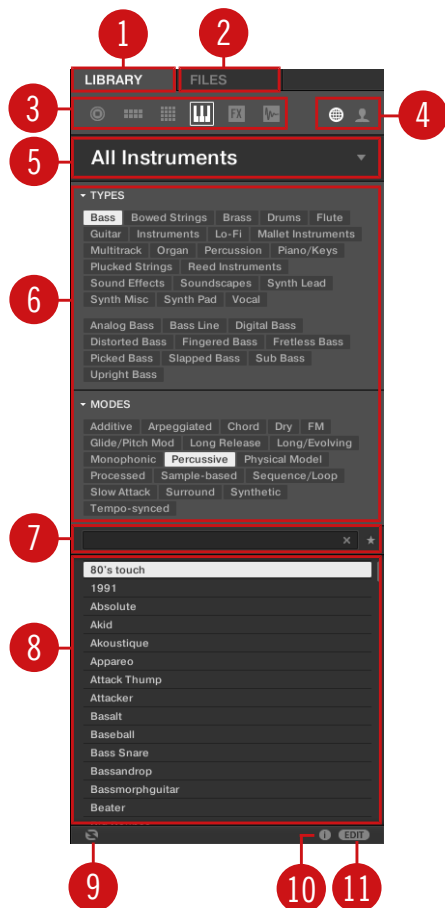 1 2
LIBRARY FILES
3 FX 4
5 All Instruments
TYPES
Bass Bowed Strings Brass Drums Flute
Guitar Instruments Lo-Fi Mallet Instruments
Multitrack Organ Percussion Piano/Keys
Plucked Strings Reed Instruments
Sound Effects Soundscapes Synth Lead
6 Synth Misc Synth Pad Vocal
Analog Bass Bass Line Digital Bass
Distorted Bass Fingered Bass Fretless Bass
Picked Bass Slapped Bass Sub Bass
Upright Bass
MODES
Additive Arpeggiated Chord Dry FM
Glide/Pitch Mod Long Release Long/Evolving
Monophonic Percussive Physical Model
Processed Sample-based Sequence/Loop
Slow Attack Surround Synthetic
Tempo-synced
7
80's touch
1991
Absolute
Akid
8 Akoustique
Appareo
Attack Thump
Attacker
Basalt
Baseball
Bass Snare
Bassandrop
Bassmorphguitar
Beater
i EDIT
9 10 11